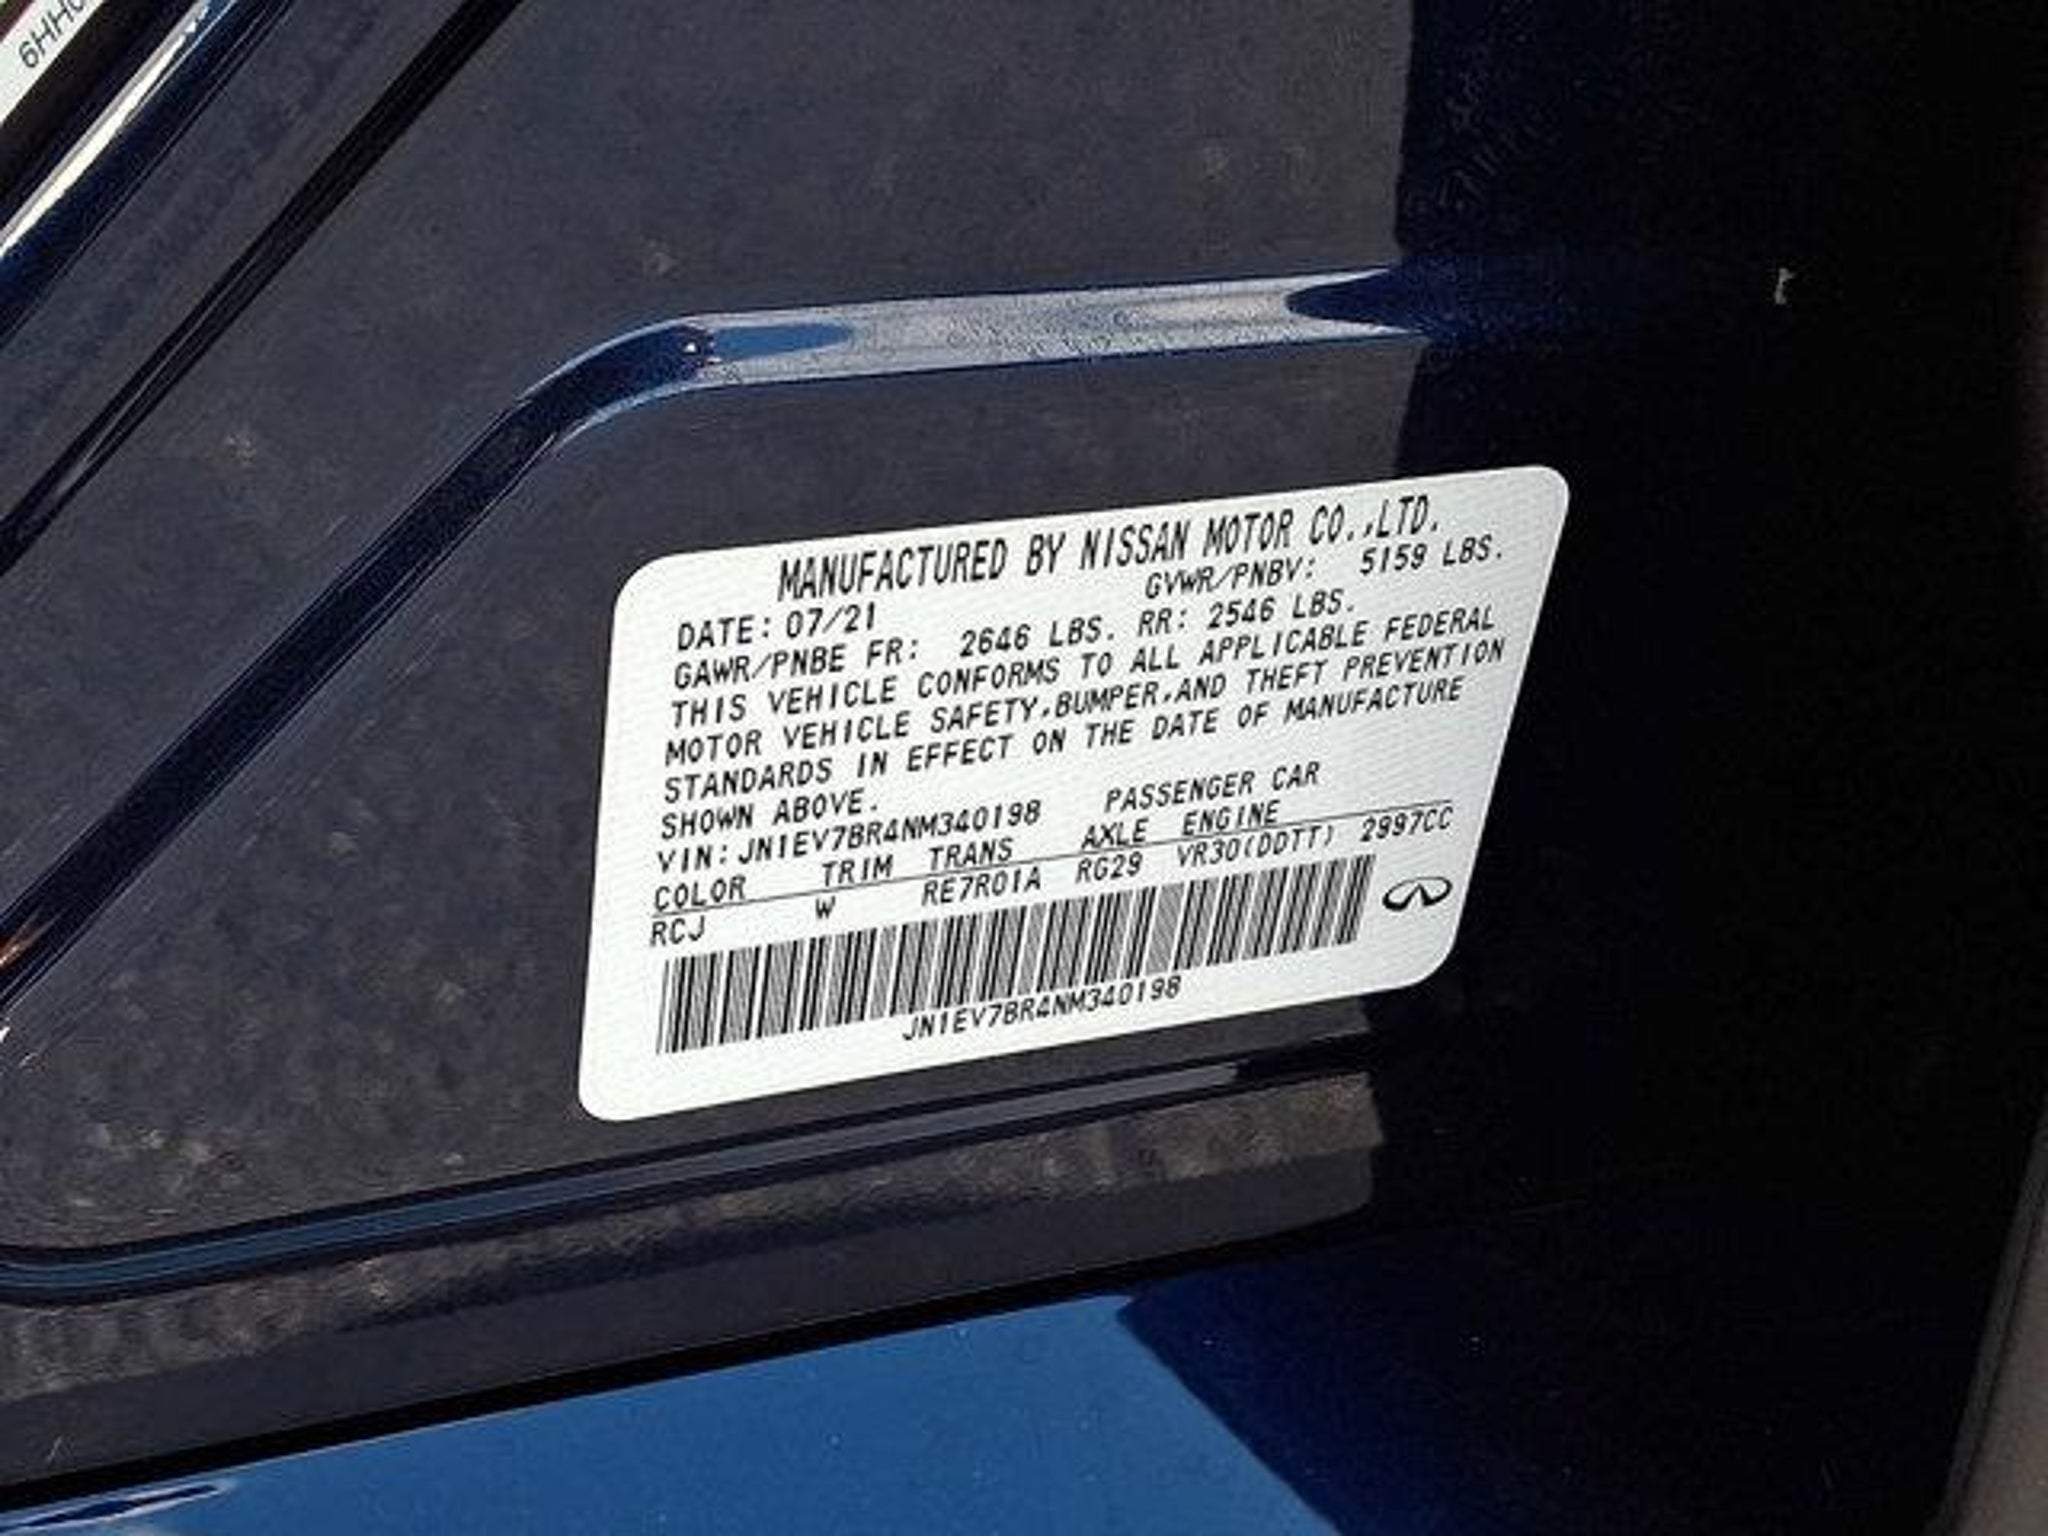 6HH
MANUFACTURED BY NISSAN MOTOR CO.,LTD.
DATE: 07/21 GVWR/PNBV: 5159 LBS.
GAWR/PNBE FR: 2646 LBS. RR: 2546 LBS.
THIS VEHICLE CONFORMS TO ALL APPLICABLE FEDERAL
MOTOR VEHICLE SAFETY,BUMPER,AND THEFT PREVENTION
STANDARDS IN EFFECT ON THE DATE OF MANUFACTURE
SHOWN ABOVE.
VIN: JN1EV7BR4NM340198 PASSENGER CAR
COLOR TRIM TRANS AXLE ENGINE
RCJ W RE7R01A RG29 VR30(DDTT) 2997CC
JN1EV7BR4NM340198